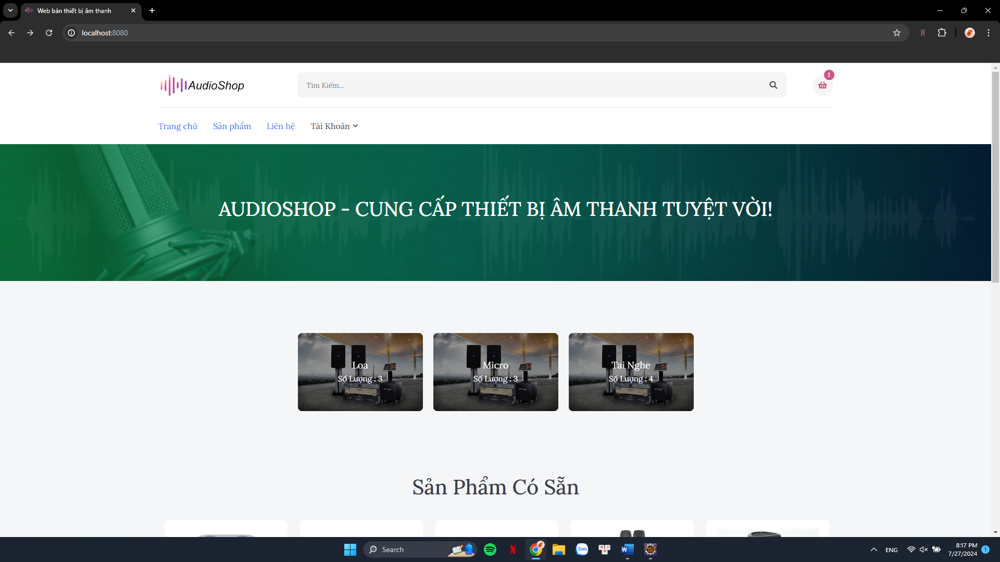 Web bán thiết bị âm thanh
localhost:8080
AudioShop
Tìm Kiếm...
1
Trang chủ
Sản phẩm
Liên hệ
Tài Khoản
AUDIOSHOP - CUNG CẤP THIẾT BỊ ÂM THANH TUYỆT VỜI!
Loa
Số Lượng : 3
Micro
Số Lượng : 3
Tai Nghe
Số Lượng : 4
Sản Phẩm Có Sẵn
Search
Zalo
ENG
8:17 PM
7/27/2024
1